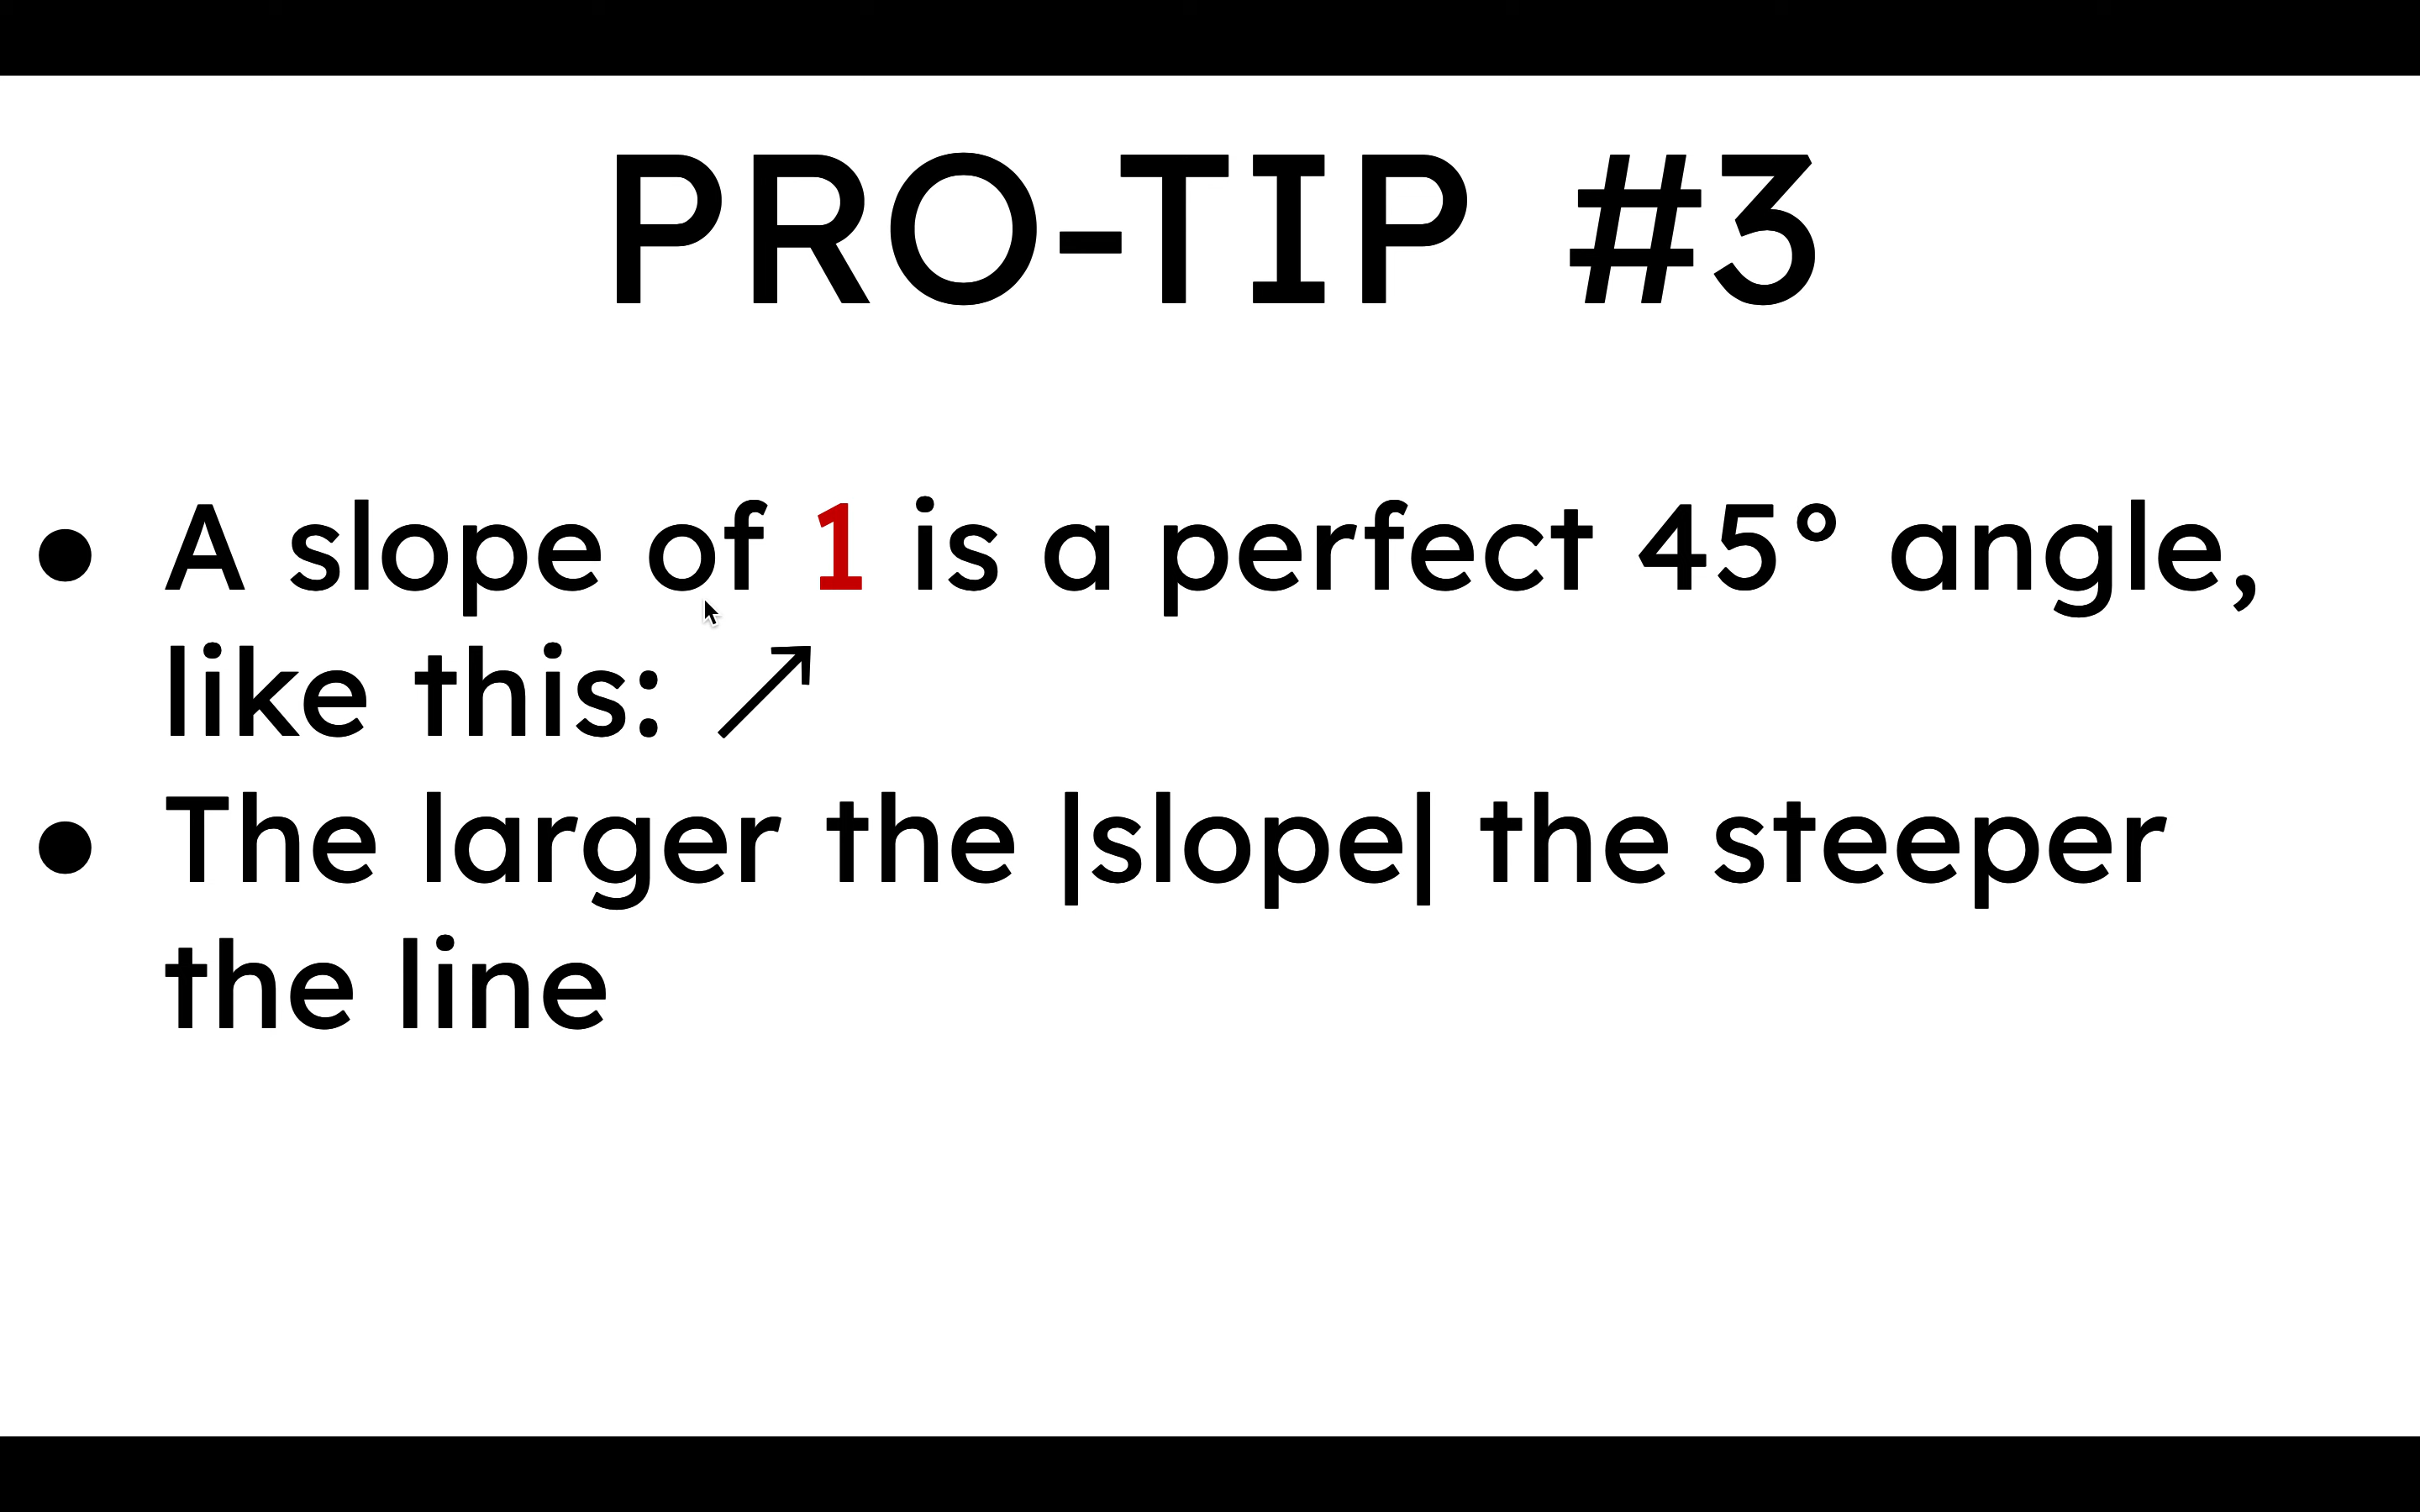 PRO-TIP #3
• A slope of 1 is a perfect 45° angle,
like this: ↗
• The larger the |slope| the steeper
the line